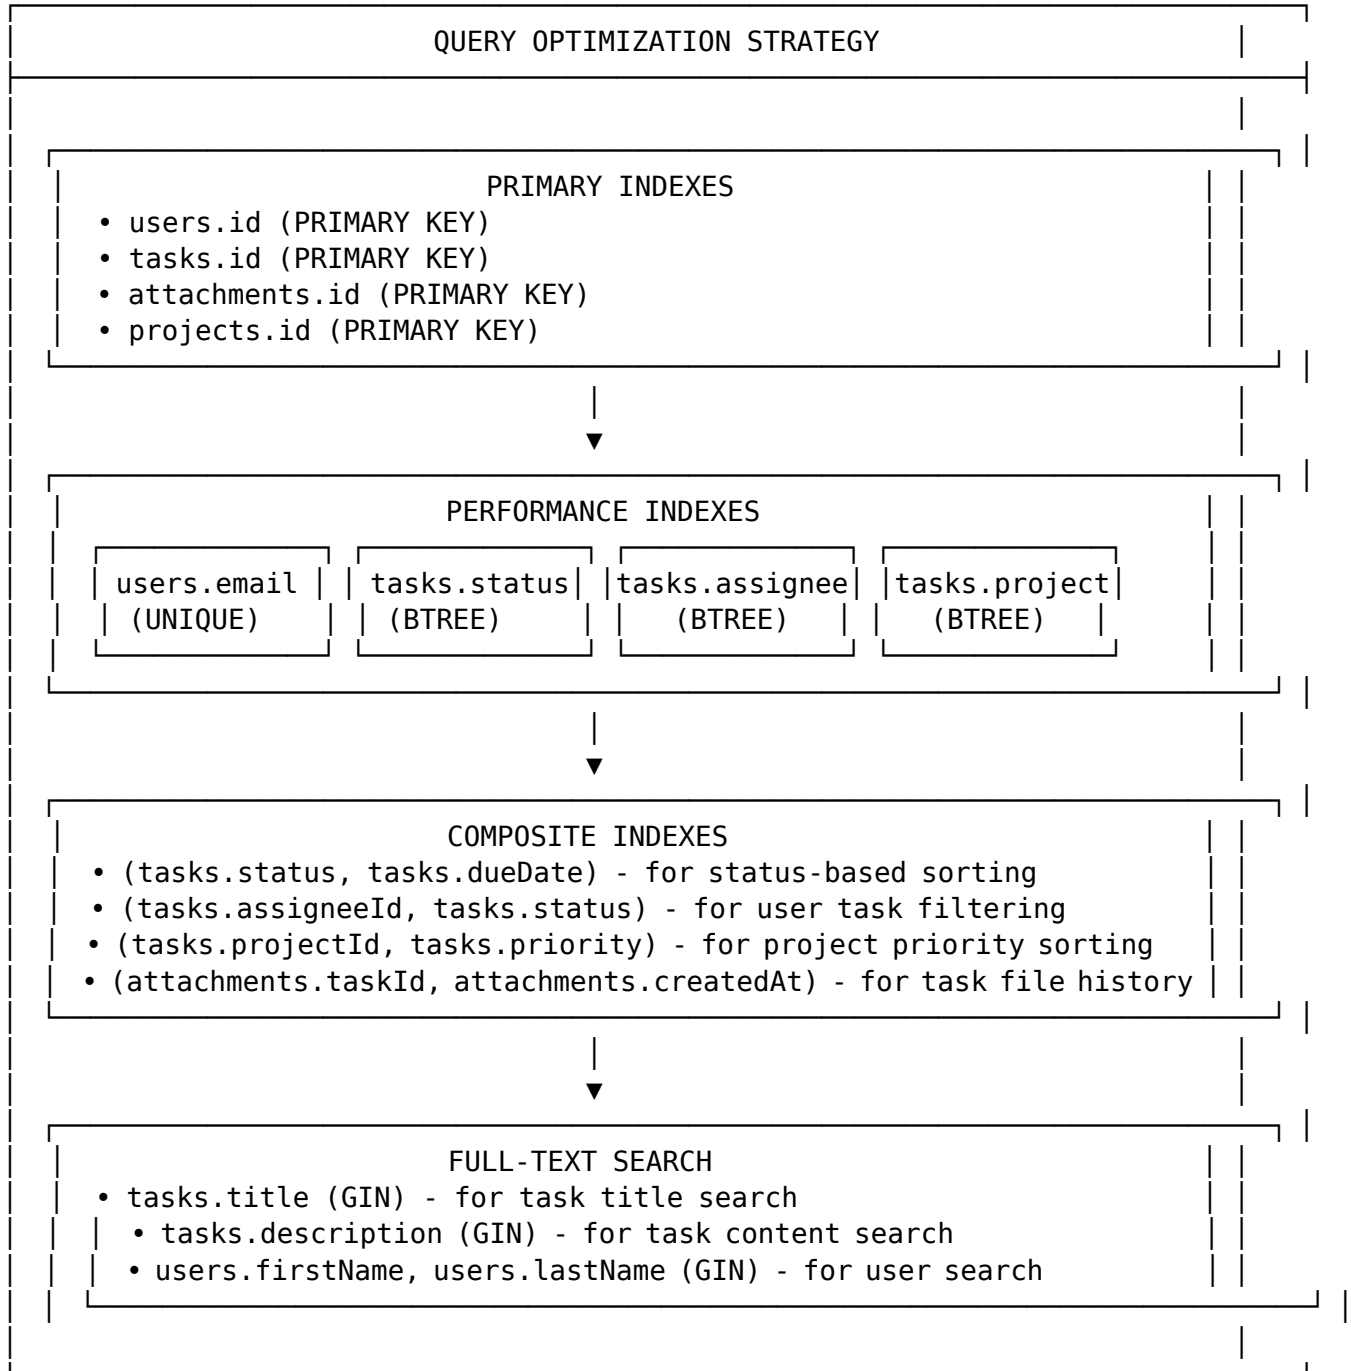 QUERY OPTIMIZATION STRATEGY
PRIMARY INDEXES
• users.id (PRIMARY KEY)
• tasks.id (PRIMARY KEY)
• attachments.id (PRIMARY KEY)
• projects.id (PRIMARY KEY)
PERFORMANCE INDEXES
users.email tasks.status tasks.assignee tasks.project
(UNIQUE) (BTREE) (BTREE) (BTREE)
COMPOSITE INDEXES
• (tasks.status, tasks.dueDate) - for status-based sorting
• (tasks.assigneeId, tasks.status) - for user task filtering
• (tasks.projectId, tasks.priority) - for project priority sorting
• (attachments.taskId, attachments.createdAt) - for task file history
FULL-TEXT SEARCH
• tasks.title (GIN) - for task title search
• tasks.description (GIN) - for task content search
• users.firstName, users.lastName (GIN) - for user search